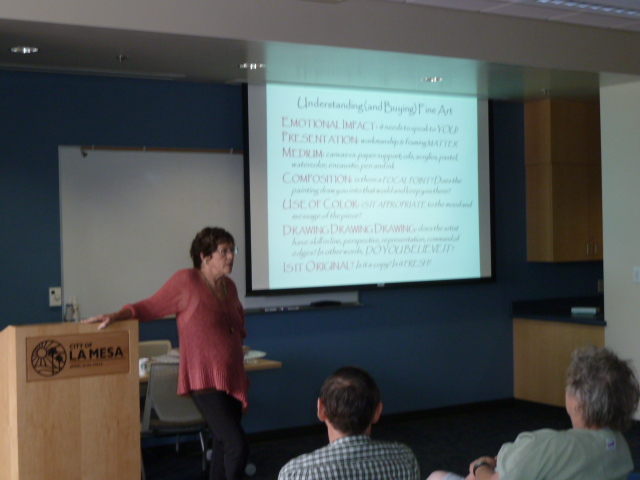 Understanding (and Buying) Fine Art
EMOTIONAL IMPACT: it needs to speak to YOU!
PRESENTATION: workmanship & framing MATTER
MEDIUM: canvas vs. paper support: oils, acrylics, pastel,
watercolor, encaustic, pen and ink
COMPOSITION: is there a FOCAL POINT? Does the
painting draw you into that world and keep you there?
USE OF COLOR: IS IT APPROPRIATE to the mood and
message of the piece?
DRAWING DRAWING DRAWING: does the artist
have skills in line, perspective, representation, command of
edges? In other words, DO YOU BELIEVE IT?
IS IT ORIGINAL? Is it a copy? Is it FRESH?
CITY OF
LA MESA